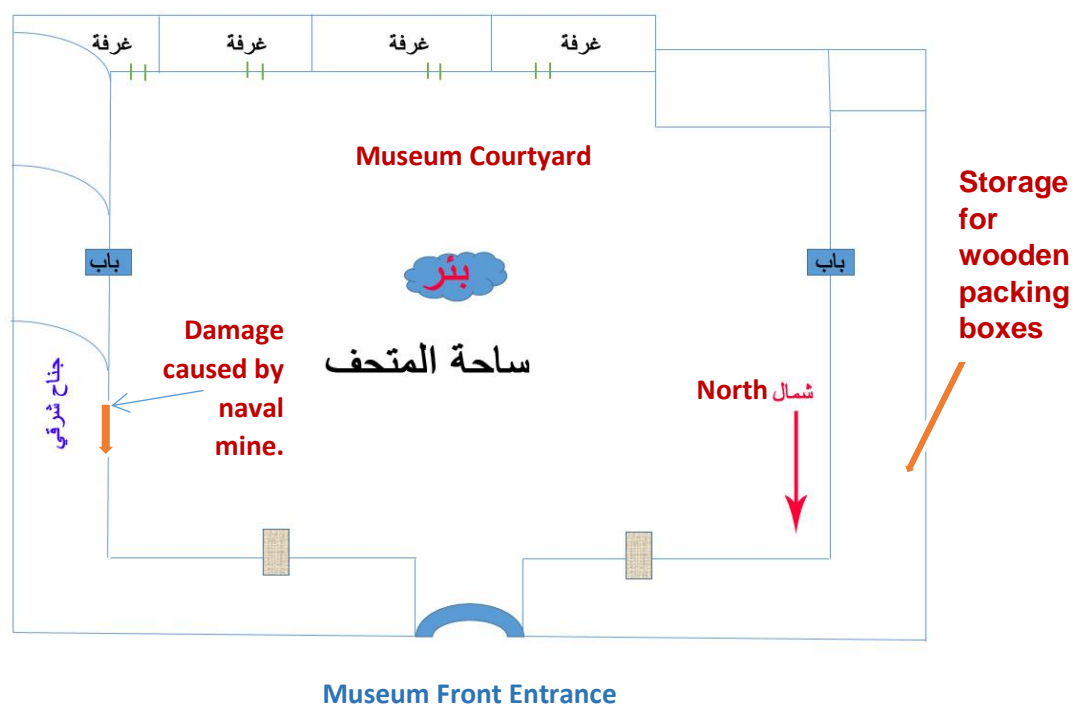 غرفة
غرفة
غرفة
غرفة
Museum Courtyard
Storage
for
wooden
packing
boxes
باب
بئر
باب
Damage
caused by
naval
mine.
ساحة المتحف
جناح شرقي
North شمال
Museum Front Entrance